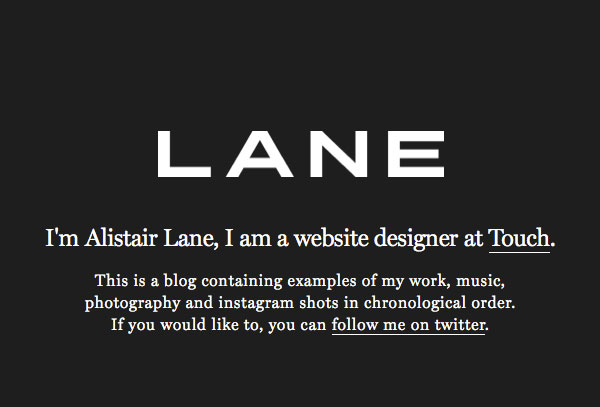 LANE
I'm Alistair Lane, I am a website designer at Touch.
This is a blog containing examples of my work, music,
photography and instagram shots in chronological order.
If you would like to, you can follow me on twitter.